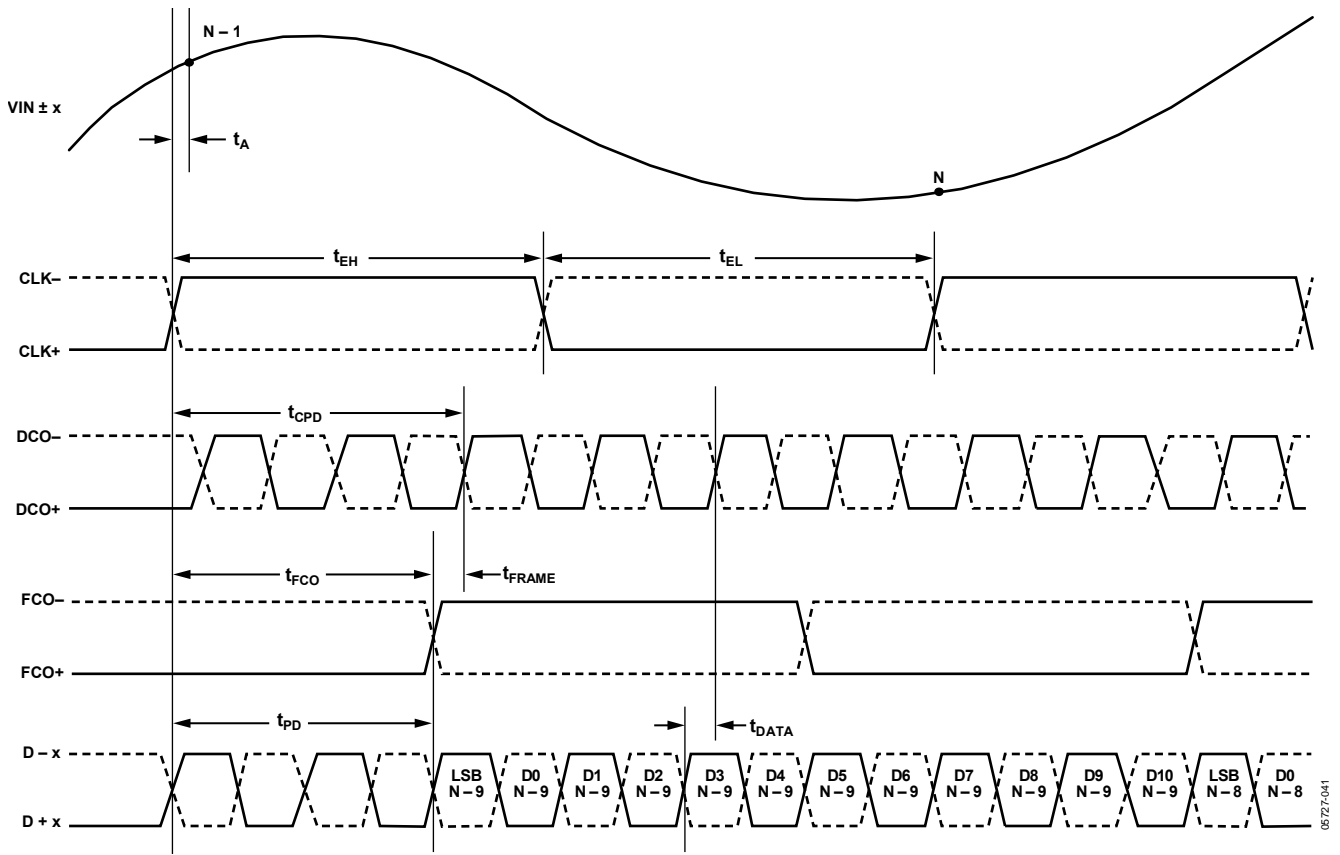 N – 1
VIN ± x
tA
N
tEH
tEL
CLK–
CLK+
tCPD
DCO–
DCO+
tFCO
tFRAME
FCO–
FCO+
tPD
tDATA
D – x
LSB N – 9
D0 N – 9
D1 N – 9
D2 N – 9
D3 N – 9
D4 N – 9
D5 N – 9
D6 N – 9
D7 N – 9
D8 N – 9
D9 N – 9
D10 N – 9
LSB N – 8
D0 N – 8
D + x
05727-041